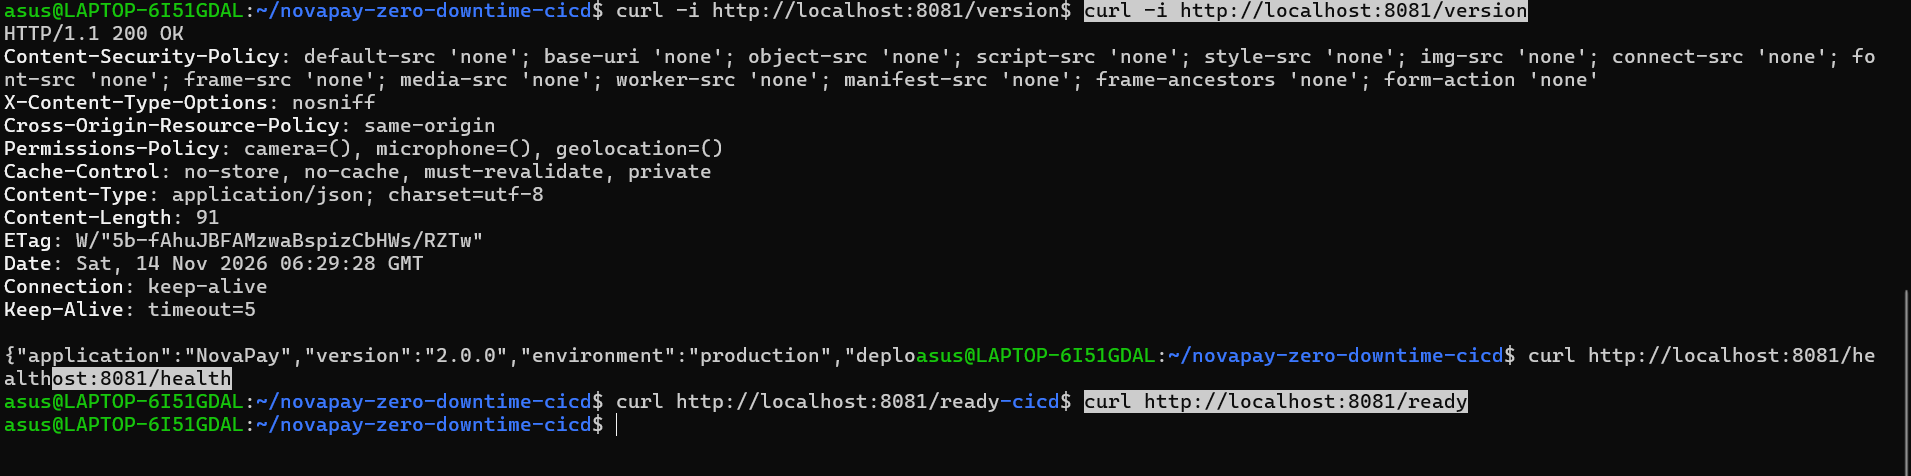 asus@LAPTOP-6I51GDAL:~/novapay-zero-downtime-cicd$ curl -i http://localhost:8081/version$ curl -i http://localhost:8081/version
HTTP/1.1 200 OK
Content-Security-Policy: default-src 'none'; base-uri 'none'; object-src 'none'; script-src 'none'; style-src 'none'; img-src 'none'; connect-src 'none'; fo
nt-src 'none'; frame-src 'none'; media-src 'none'; worker-src 'none'; manifest-src 'none'; frame-ancestors 'none'; form-action 'none'
X-Content-Type-Options: nosniff
Cross-Origin-Resource-Policy: same-origin
Permissions-Policy: camera=(), microphone=(), geolocation=()
Cache-Control: no-store, no-cache, must-revalidate, private
Content-Type: application/json; charset=utf-8
Content-Length: 91
ETag: W/"5b-fAhuJBFAMzwaBspizCbHWs/RZTw"
Date: Sat, 14 Nov 2026 06:29:28 GMT
Connection: keep-alive
Keep-Alive: timeout=5
{"application":"NovaPay","version":"2.0.0","environment":"production","deploasus@LAPTOP-6I51GDAL:~/novapay-zero-downtime-cicd$ curl http://localhost:8081/he
althost:8081/health
asus@LAPTOP-6I51GDAL:~/novapay-zero-downtime-cicd$ curl http://localhost:8081/ready-cicd$ curl http://localhost:8081/ready
asus@LAPTOP-6I51GDAL:~/novapay-zero-downtime-cicd$